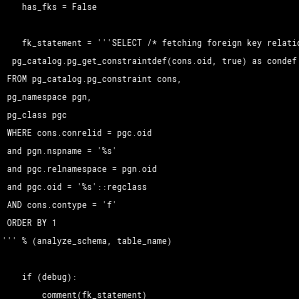 has_fks = False
fk_statement = '''SELECT /* fetching foreign key
pg_catalog.pg_get_constraintdef(cons.oid, true) as condef
FROM pg_catalog.pg_constraint cons,
pg_namespace pgn,
pg_class pgc
WHERE cons.conrelid = pgc.oid
and pgn.nspname = '%s'
and pgc.relnamespace = pgn.oid
and pgc.oid = '%s'::regclass
AND cons.contype = 'f'
ORDER BY 1
''' % (analyze_schema, table_name)
if (debug):
comment(fk_statement)